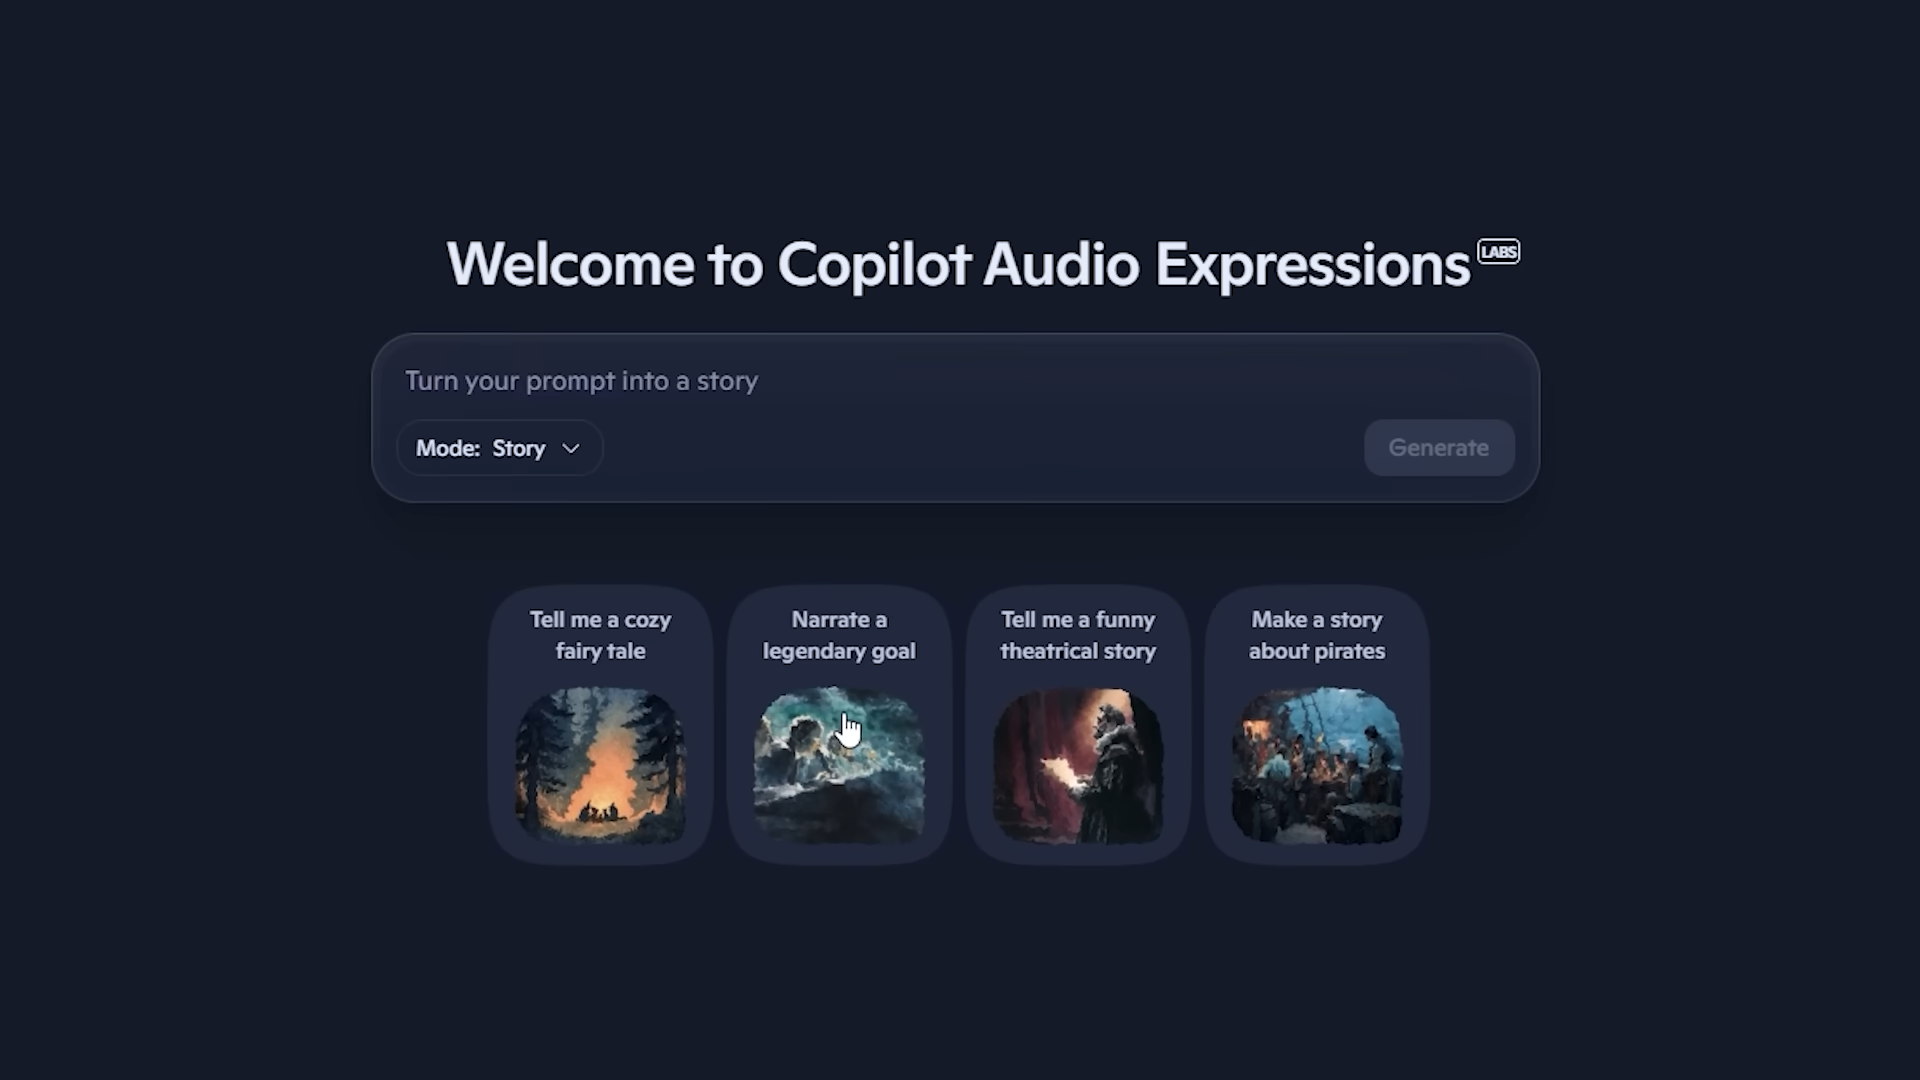 Welcome to Copilot Audio Expressions LABS
Turn your prompt into a story
Mode: Story
Generate
Tell me a cozy
fairy tale
Narrate a
legendary goal
Tell me a funny
theatrical story
Make a story
about pirates